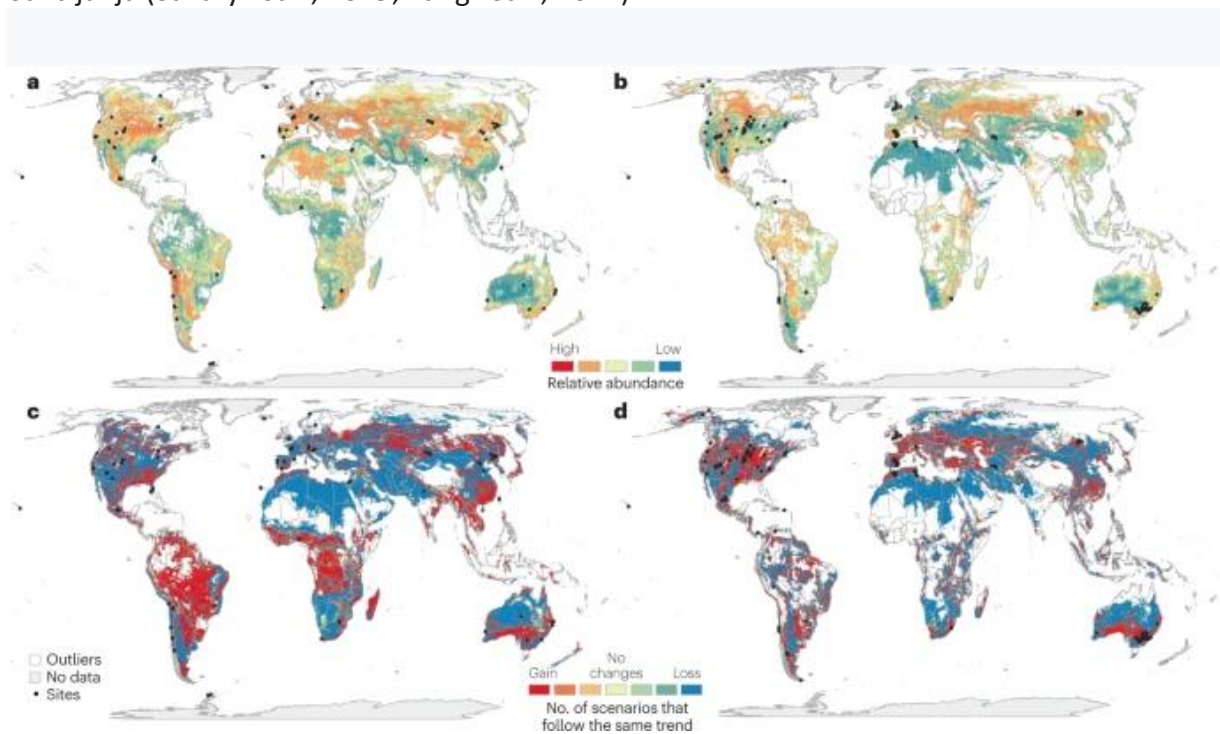 a
b
High Low
Relative abundance
c
d
Outliers
No data
Sites
No
Gain changes Loss
No. of scenarios that
follow the same trend